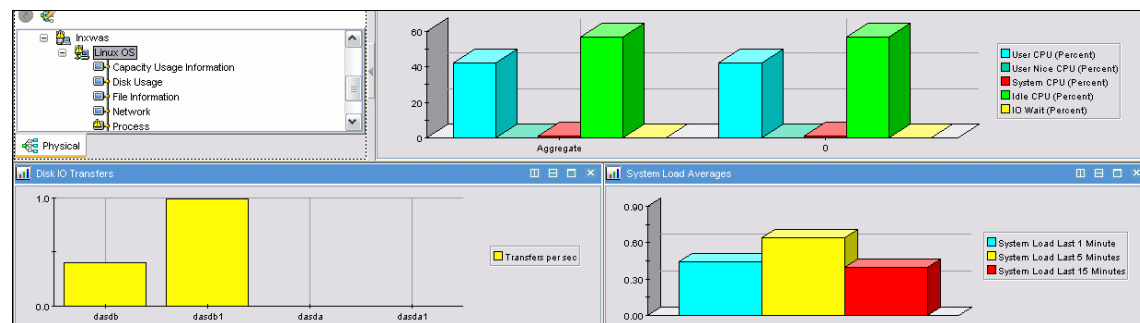 lnxwas
Linux OS
Capacity Usage Information
Disk Usage
File Information
Network
Process
Physical
60
40
20
0
Aggregate
0
User CPU (Percent)
User Nice CPU (Percent)
System CPU (Percent)
Idle CPU (Percent)
IO Wait (Percent)
Disk IO Transfers
1.0
0.0
dasdb
dasdb1
dasda
dasda1
Transfers per sec
System Load Averages
0.90
0.60
0.30
0.00
System Load Last 1 Minute
System Load Last 5 Minutes
System Load Last 15 Minutes